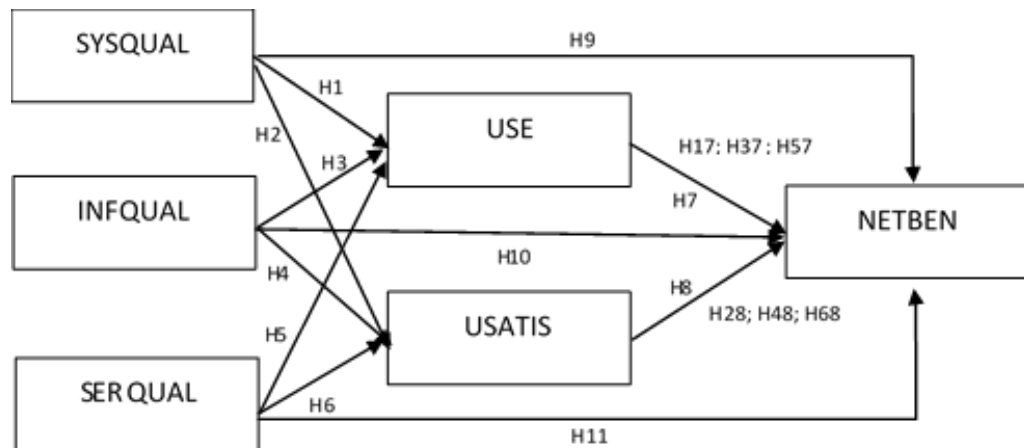 SYSQUAL
H9
H1
USE
H2
H17; H37 ; H57
H3
INFQUAL
H7
NETBEN
H10
H4
H8
USATIS
H28; H48; H68
H5
SER QUAL
H6
H11